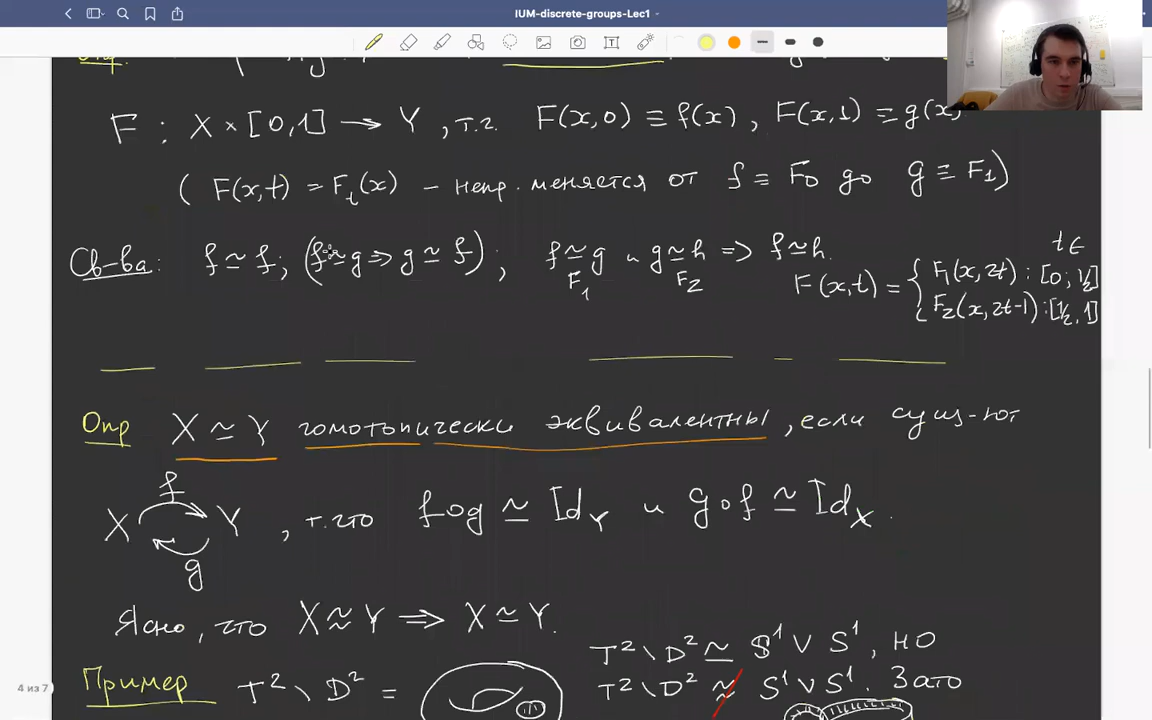 IUM-discrete-groups-Lec1
Опр.
F : X × [0,1] → Y, т.ч. F(x,0) ≡ f(x), F(x,1) ≡ g(x)
( F(x,t) = F_t(x) – непр. меняется от f ≡ F_0 до g ≡ F_1)
Св-ва: f ≃ f; (f ≃ g ⇒ g ≃ f); f ≃ g и g ≃ h ⇒ f ≃ h. t ∈
F_1 F_2 F(x,t) = { F_1(x,2t) : [0; ½]
F_2(x,2t-1) : [½, 1]
Опр X ≃ Y гомотопически эквивалентны, если сущ-ют
f
X Y , т.что f∘g ≃ Id_Y и g∘f ≃ Id_X.
g
Ясно, что X ≈ Y ⟹ X ≃ Y.
T² \ D² ≃ S¹ ∨ S¹, но
Пример T² \ D² = T² \ D² ≉ S¹ ∨ S¹. Зато
4 из 7